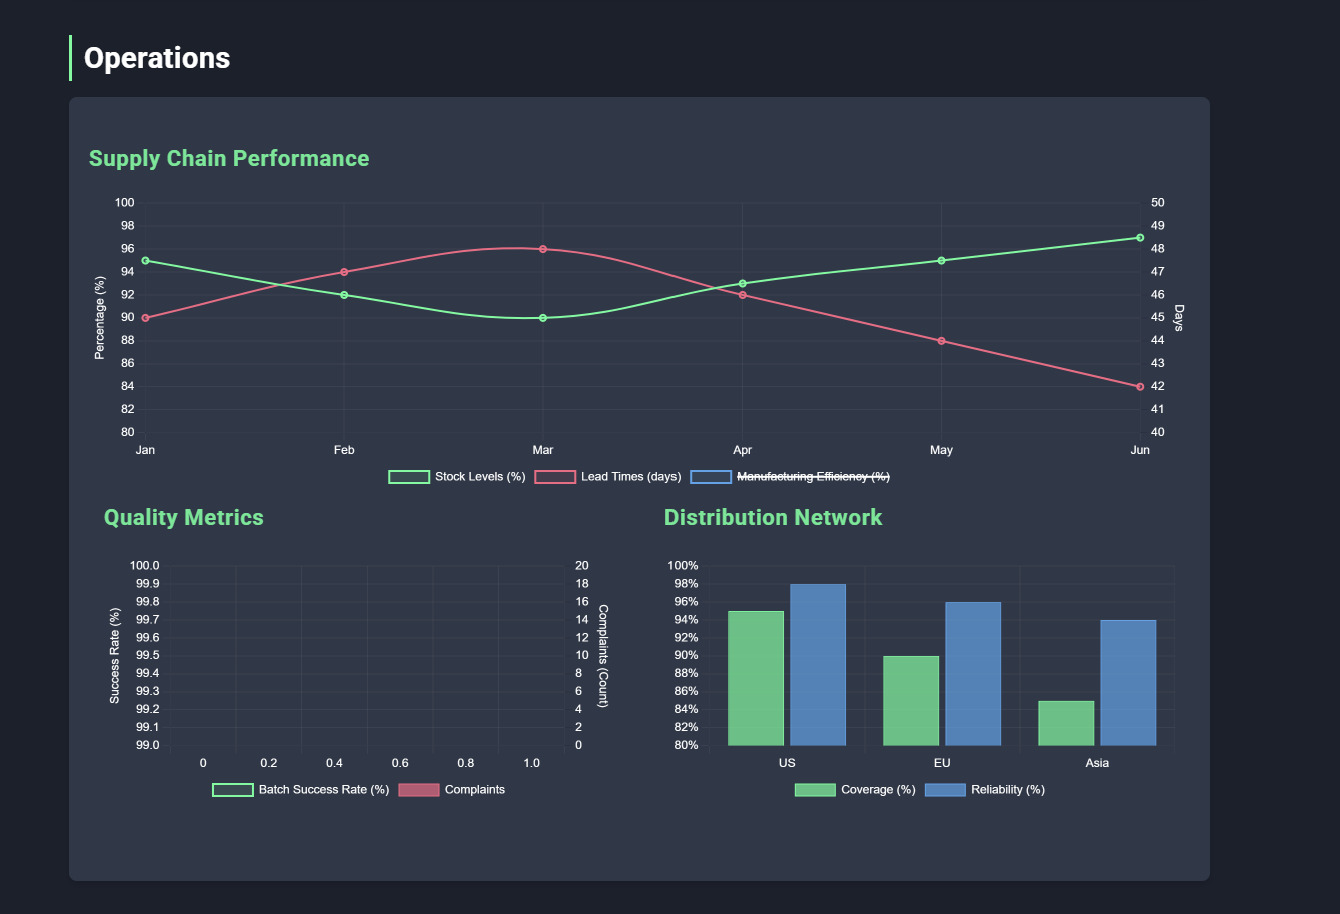 Operations
Supply Chain Performance
100 50
98 49
96 48
94 47
92 46
90 45
88 44
86 43
84 42
82 41
80 40
Percentage (%)
Days
Jan Feb Mar Apr May Jun
Stock Levels (%) Lead Times (days) Manufacturing Efficiency (%)
Quality Metrics
100.0 20
99.9 18
99.8 16
99.7 14
99.6 12
99.5 10
99.4 8
99.3 6
99.2 4
99.1 2
99.0 0
Success Rate (%)
Complaints (Count)
0 0.2 0.4 0.6 0.8 1.0
Batch Success Rate (%) Complaints
Distribution Network
100%
98%
96%
94%
92%
90%
88%
86%
84%
82%
80%
US EU Asia
Coverage (%) Reliability (%)